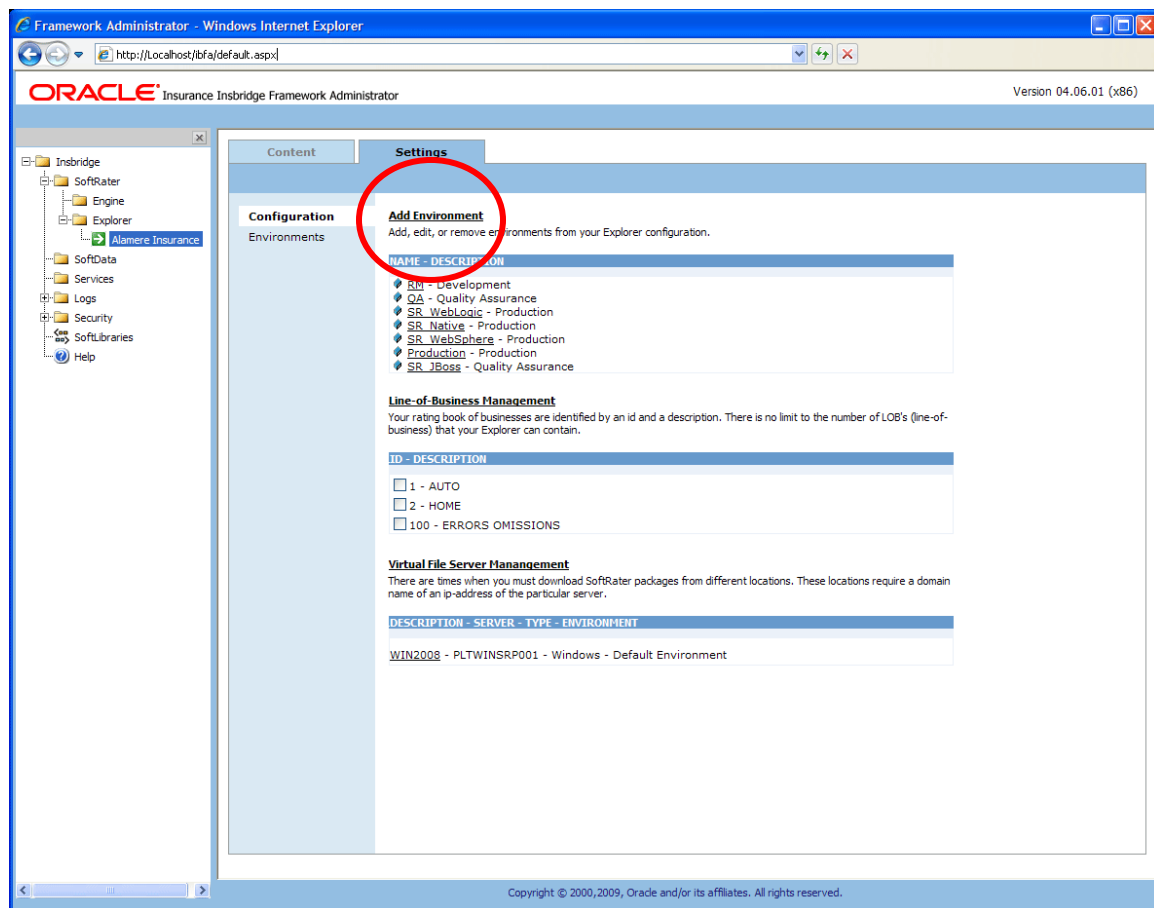 Framework Administrator - Windows Internet Explorer
http://Localhost/ibfa/default.aspx
ORACLE Insurance Insbridge Framework Administrator
Version 04.06.01 (x86)
Insbridge
SoftRater
Engine
Explorer
Alamere Insurance
SoftData
Services
Logs
Security
SoftLibraries
Help
Content
Settings
Configuration
Environments
Add Environment
Add, edit, or remove environments from your Explorer configuration.
NAME - DESCRIPTION
RM - Development
QA - Quality Assurance
SR_WebLogic - Production
SR_Native - Production
SR_WebSphere - Production
Production - Production
SR_JBoss - Quality Assurance
Line-of-Business Management
Your rating book of businesses are identified by an id and a description. There is no limit to the number of LOB's (line-of-
business) that your Explorer can contain.
ID - DESCRIPTION
1 - AUTO
2 - HOME
100 - ERRORS OMISSIONS
Virtual File Server Manangement
There are times when you must download SoftRater packages from different locations. These locations require a domain
name of an ip-address of the particular server.
DESCRIPTION - SERVER - TYPE - ENVIRONMENT
WIN2008 - PLTWINSRP001 - Windows - Default Environment
Copyright © 2000,2009, Oracle and/or its affiliates. All rights reserved.